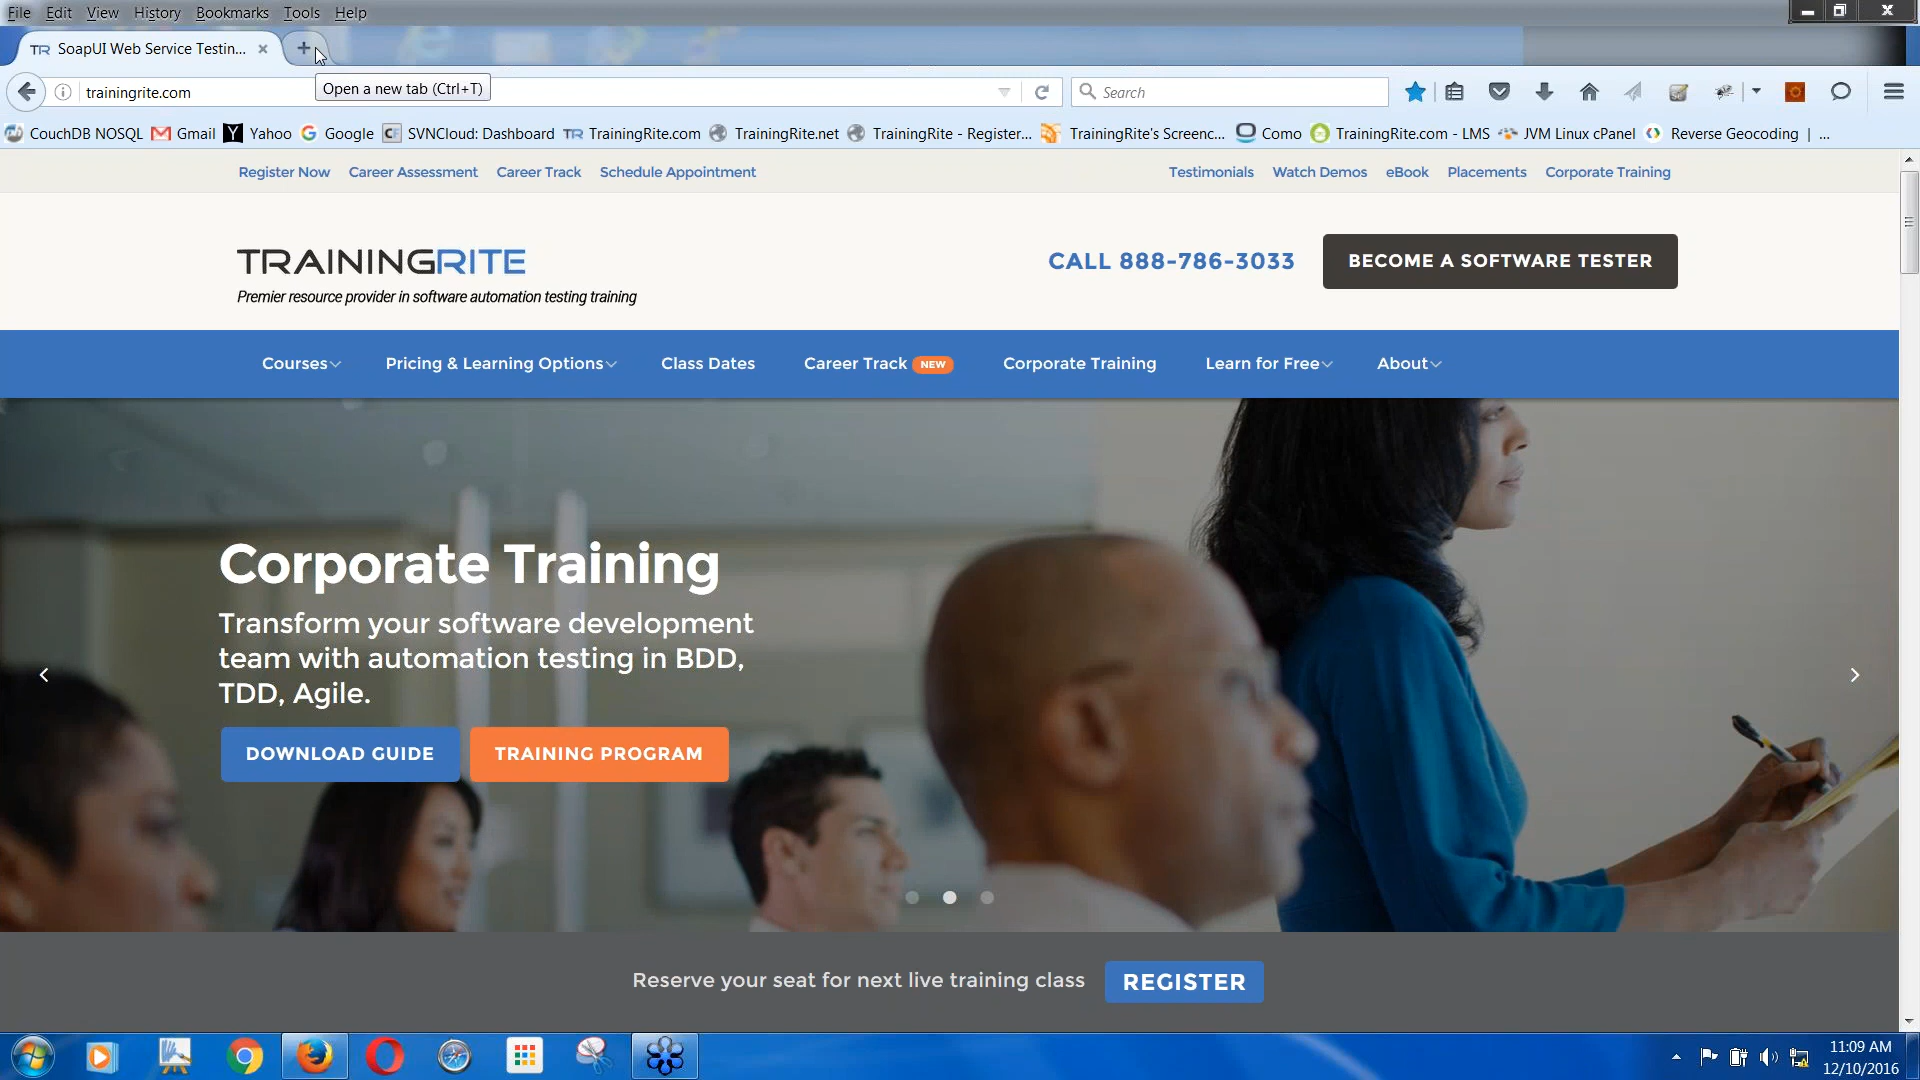 File Edit View History Bookmarks Tools Help
TR SoapUI Web Service Testin...
trainingrite.com
Open a new tab (Ctrl+T)
Search
CouchDB NOSQL Gmail Yahoo Google SVNCloud: Dashboard TrainingRite.com TrainingRite.net TrainingRite - Register... TrainingRite's Screenc... Como TrainingRite.com - LMS JVM Linux cPanel Reverse Geocoding | ...
Register Now Career Assessment Career Track Schedule Appointment Testimonials Watch Demos eBook Placements Corporate Training
TRAININGRITE
Premier resource provider in software automation testing training
CALL 888-786-3033
BECOME A SOFTWARE TESTER
Courses Pricing & Learning Options Class Dates Career Track NEW Corporate Training Learn for Free About
Corporate Training
Transform your software development
team with automation testing in BDD,
TDD, Agile.
DOWNLOAD GUIDE TRAINING PROGRAM
Reserve your seat for next live training class REGISTER
11:09 AM
12/10/2016